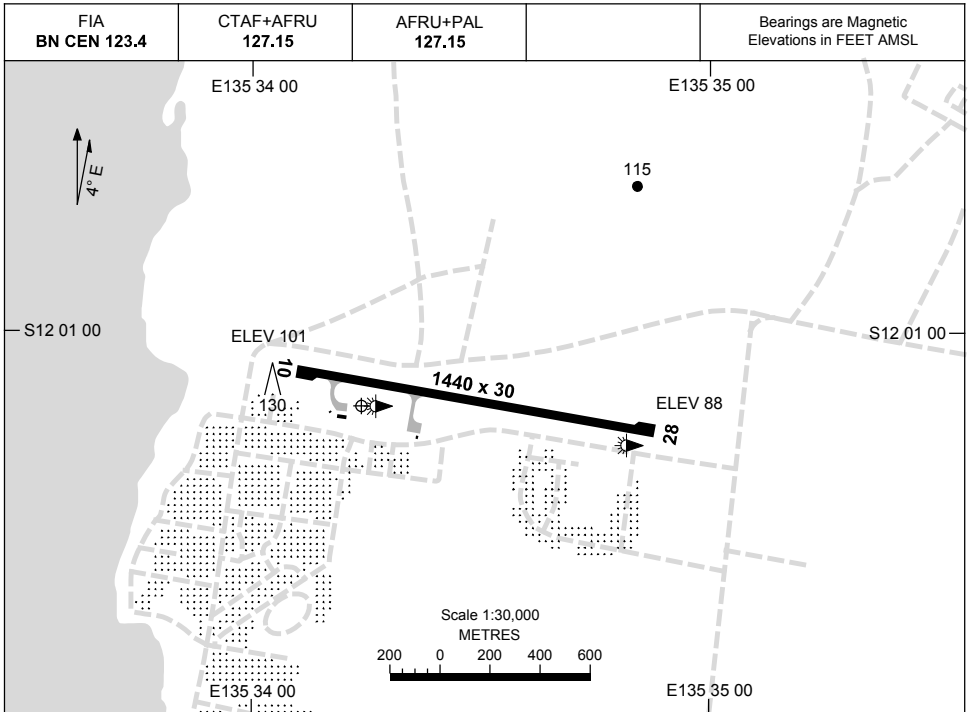 FIA
BN CEN 123.4
CTAF+AFRU
127.15
AFRU+PAL
127.15
Bearings are Magnetic
Elevations in FEET AMSL
E135 34 00
E135 35 00
4° E
115
S12 01 00
S12 01 00
ELEV 101
10
130
1440 x 30
ELEV 88
28
Scale 1:30,000
METRES
200 0 200 400 600
E135 34 00
E135 35 00